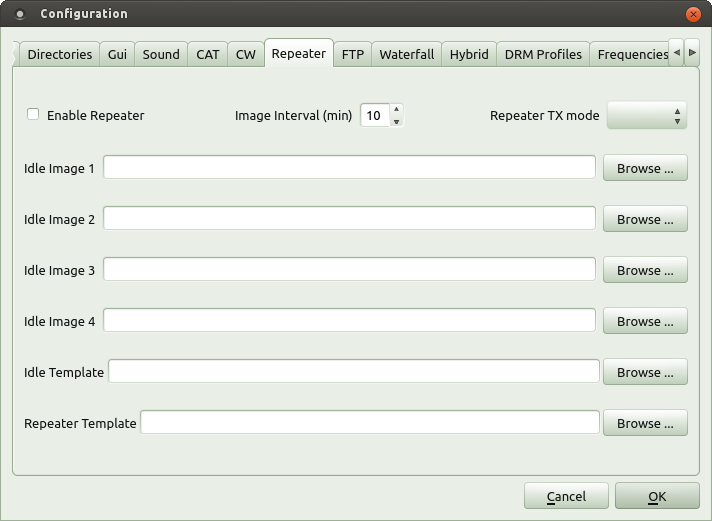 Configuration
Directories Gui Sound CAT CW Repeater FTP Waterfall Hybrid DRM Profiles Frequencies
Enable Repeater Image Interval (min) 10 Repeater TX mode
Idle Image 1 Browse ...
Idle Image 2 Browse ...
Idle Image 3 Browse ...
Idle Image 4 Browse ...
Idle Template Browse ...
Repeater Template Browse ...
Cancel OK